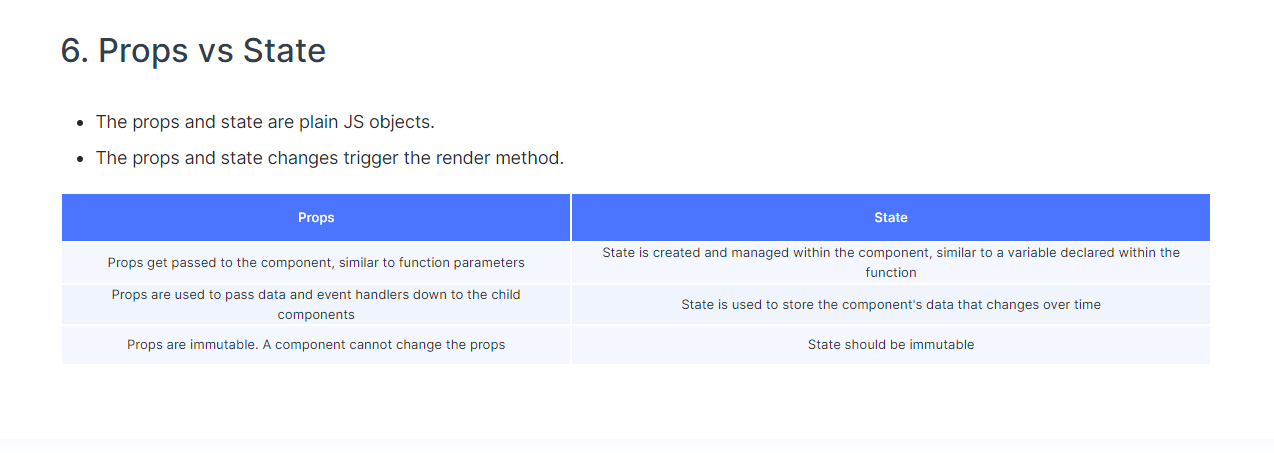 6. Props vs State
The props and state are plain JS objects.
The props and state changes trigger the render method.
Props
State
Props get passed to the component, similar to function parameters
State is created and managed within the component, similar to a variable declared within the
function
Props are used to pass data and event handlers down to the child
components
State is used to store the component's data that changes over time
Props are immutable. A component cannot change the props
State should be immutable